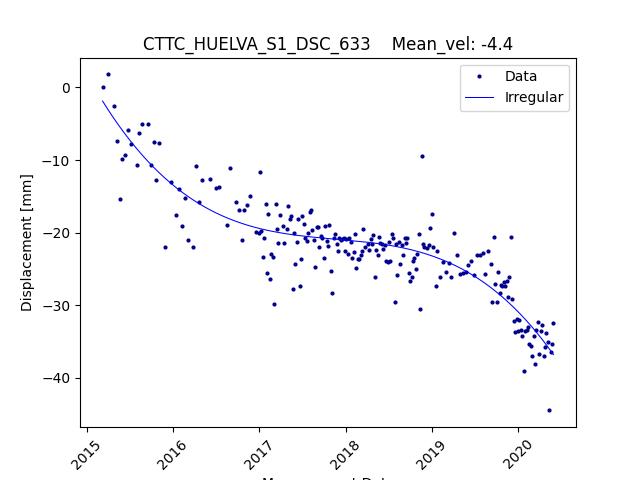 CTTC_HUELVA_S1_DSC_633    Mean_vel: -4.4
Data
Irregular
Displacement [mm]
0
−10
−20
−30
−40
2015
2016
2017
2018
2019
2020